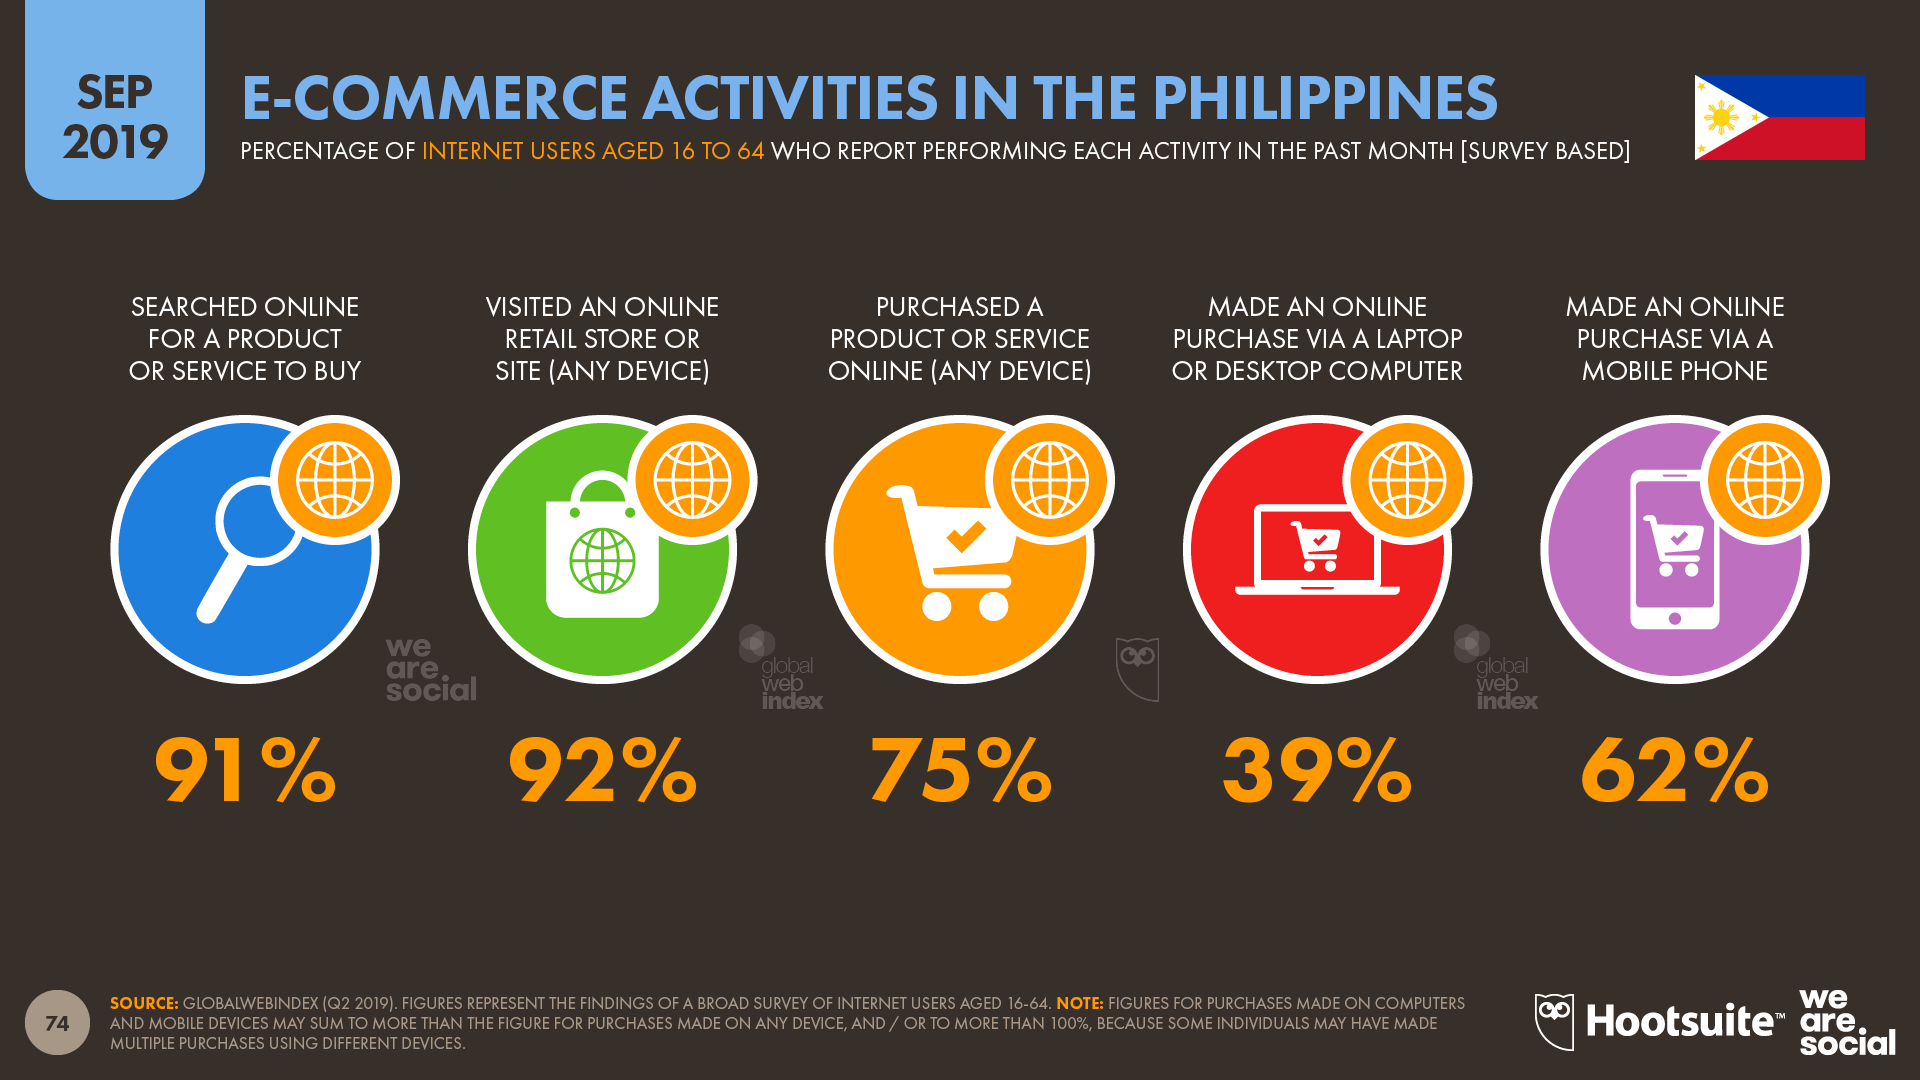 SEP
2019
E-COMMERCE ACTIVITIES IN THE PHILIPPINES
PERCENTAGE OF INTERNET USERS AGED 16 TO 64 WHO REPORT PERFORMING EACH ACTIVITY IN THE PAST MONTH [SURVEY BASED]
SEARCHED ONLINE
FOR A PRODUCT
OR SERVICE TO BUY
91%
VISITED AN ONLINE
RETAIL STORE OR
SITE (ANY DEVICE)
92%
PURCHASED A
PRODUCT OR SERVICE
ONLINE (ANY DEVICE)
75%
MADE AN ONLINE
PURCHASE VIA A LAPTOP
OR DESKTOP COMPUTER
39%
MADE AN ONLINE
PURCHASE VIA A
MOBILE PHONE
62%
we
are
social
global
web
index
global
web
index
74
SOURCE: GLOBALWEBINDEX (Q2 2019). FIGURES REPRESENT THE FINDINGS OF A BROAD SURVEY OF INTERNET USERS AGED 16-64. NOTE: FIGURES FOR PURCHASES MADE ON COMPUTERS
AND MOBILE DEVICES MAY SUM TO MORE THAN THE FIGURE FOR PURCHASES MADE ON ANY DEVICE, AND / OR TO MORE THAN 100%, BECAUSE SOME INDIVIDUALS MAY HAVE MADE
MULTIPLE PURCHASES USING DIFFERENT DEVICES.
Hootsuite™
we
are
social